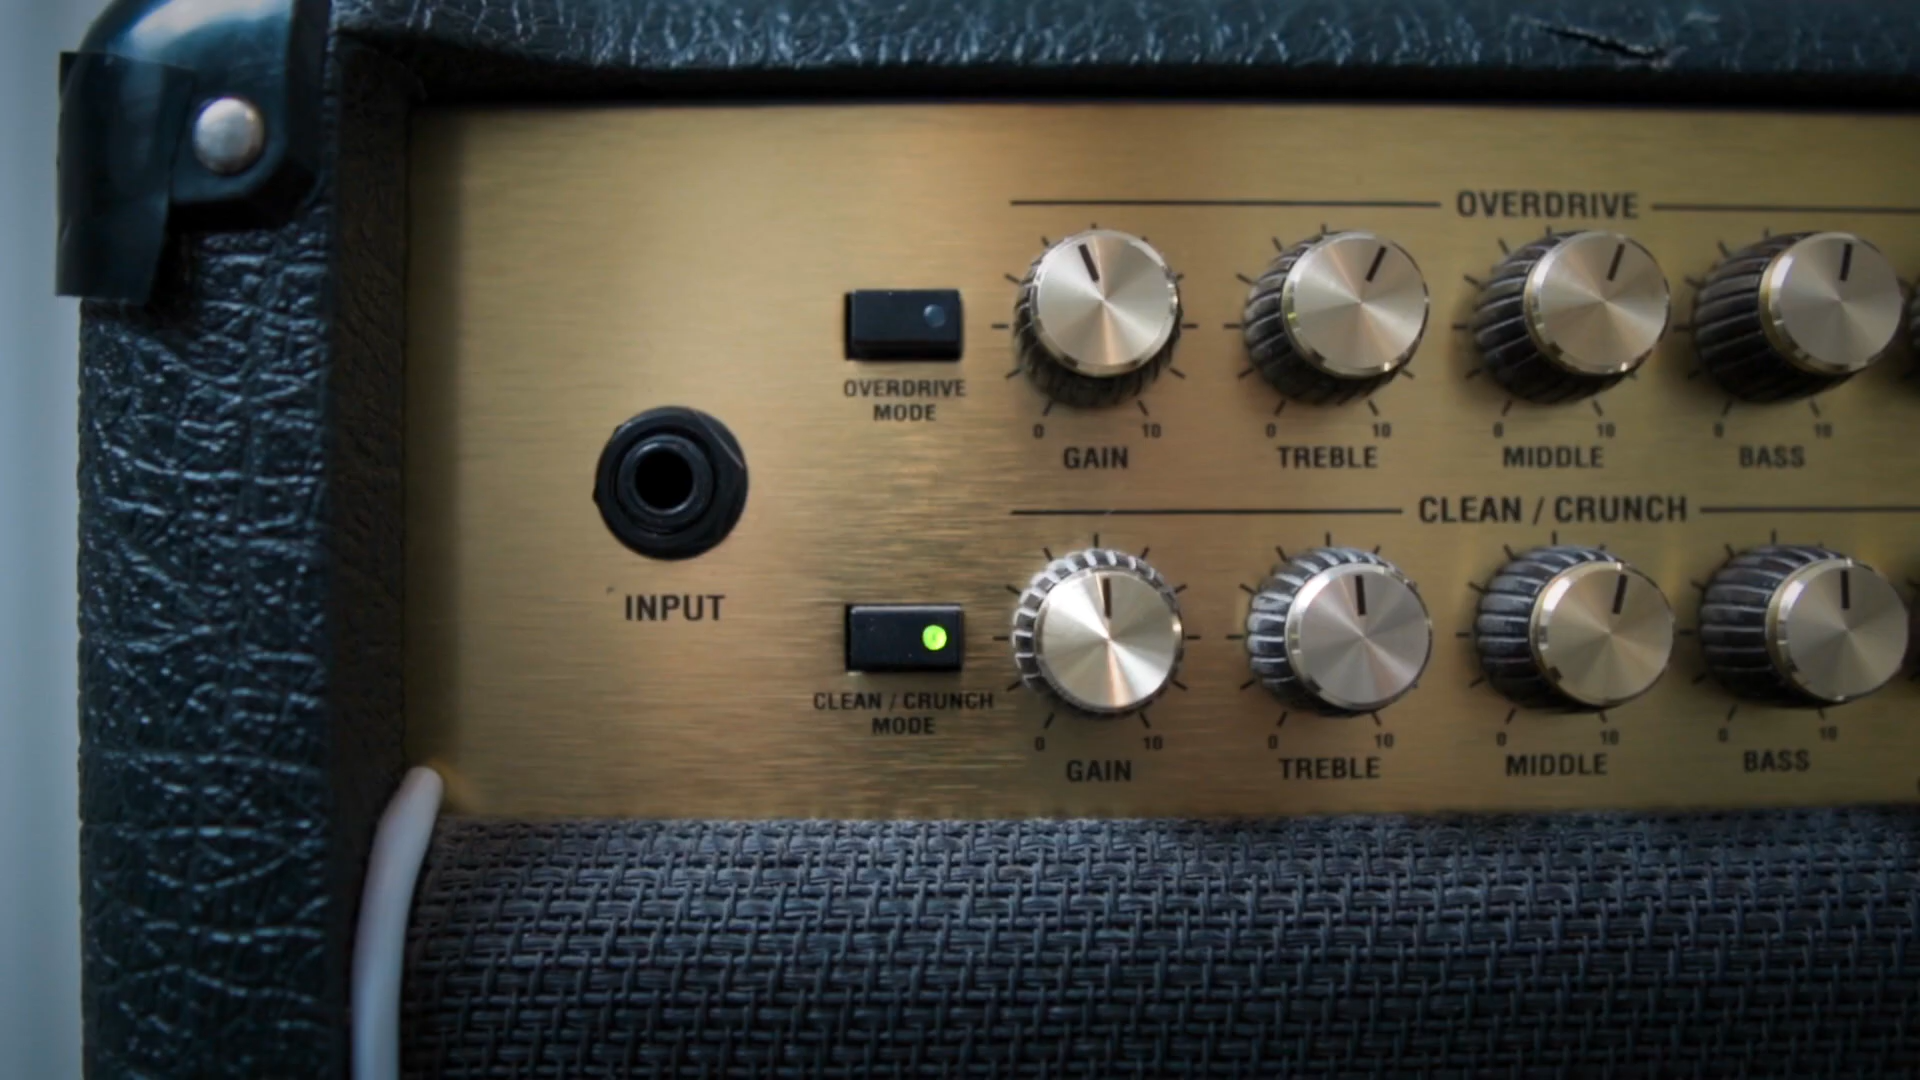 OVERDRIVE
OVERDRIVE
MODE
0 10 0 10 0 10 0 10
GAIN TREBLE MIDDLE BASS
CLEAN / CRUNCH
INPUT
CLEAN / CRUNCH
MODE
0 10 0 10 0 10 0 10
GAIN TREBLE MIDDLE BASS